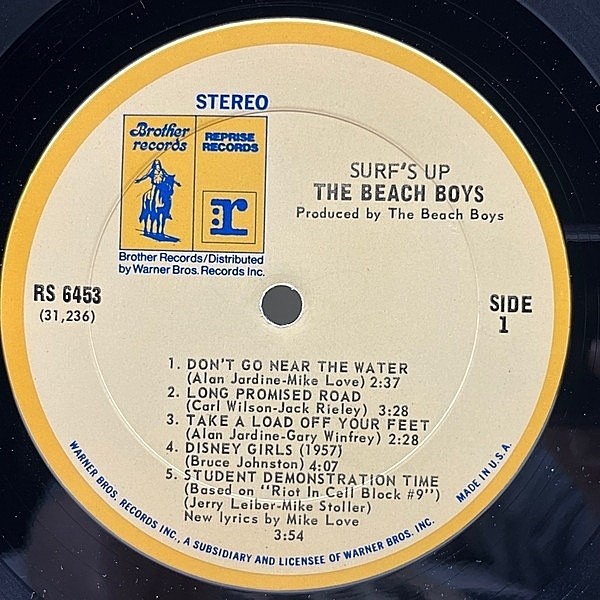 STEREO
Brother
records
REPRISE
RECORDS
r
Brother Records/Distributed
by Warner Bros. Records Inc.
SURF'S UP
THE BEACH BOYS
Produced by The Beach Boys
RS 6453
(31,236)
SIDE
1
1. DON'T GO NEAR THE WATER
(Alan Jardine-Mike Love) 2:37
2. LONG PROMISED ROAD
(Carl Wilson-Jack Rieley) 3:28
3. TAKE A LOAD OFF YOUR FEET
(Alan Jardine-Gary Winfrey) 2:28
4. DISNEY GIRLS (1957)
(Bruce Johnston) 4:07
5. STUDENT DEMONSTRATION TIME
(Based on "Riot In Cell Block #9")
(Jerry Leiber-Mike Stoller)
New lyrics by Mike Love
3:54
WARNER BROS. RECORDS INC., A SUBSIDIARY AND LICENSEE OF WARNER BROS. INC.
MADE IN U.S.A.